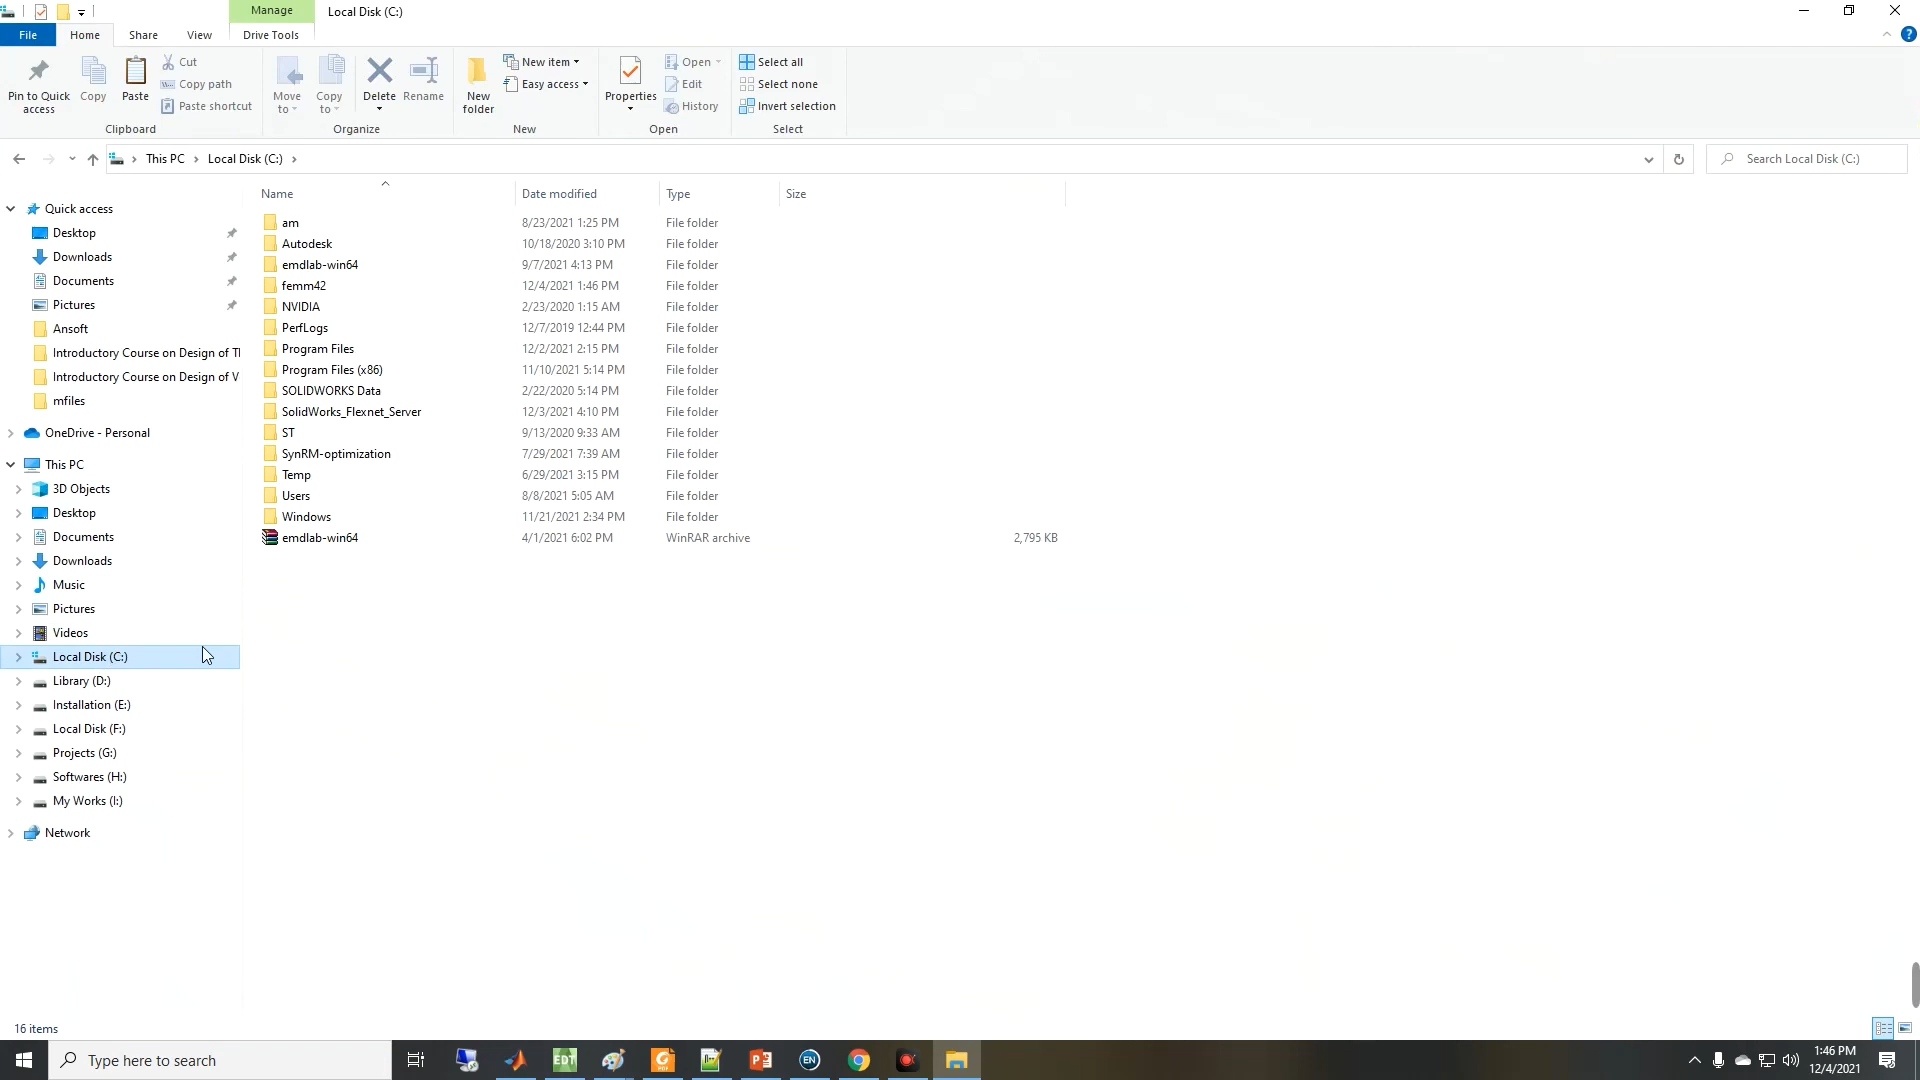 Manage
Local Disk (C:)
File
Home
Share
View
Drive Tools
Pin to Quick
access
Copy
Paste
Cut
Copy path
Paste shortcut
Clipboard
Move
to
Copy
to
Delete
Rename
Organize
New
folder
New item
Easy access
New
Properties
Open
Edit
History
Open
Select all
Select none
Invert selection
Select
This PC
Local Disk (C:)
Search Local Disk (C:)
Quick access
Desktop
Downloads
Documents
Pictures
Ansoft
Introductory Course on Design of Tl
Introductory Course on Design of V
mfiles
OneDrive - Personal
This PC
3D Objects
Desktop
Documents
Downloads
Music
Pictures
Videos
Local Disk (C:)
Library (D:)
Installation (E:)
Local Disk (F:)
Projects (G:)
Softwares (H:)
My Works (I:)
Network
Name Date modified Type Size
am 8/23/2021 1:25 PM File folder
Autodesk 10/18/2020 3:10 PM File folder
emdlab-win64 9/7/2021 4:13 PM File folder
femm42 12/4/2021 1:46 PM File folder
NVIDIA 2/23/2020 1:15 AM File folder
PerfLogs 12/7/2019 12:44 PM File folder
Program Files 12/2/2021 2:15 PM File folder
Program Files (x86) 11/10/2021 5:14 PM File folder
SOLIDWORKS Data 2/22/2020 5:14 PM File folder
SolidWorks_Flexnet_Server 12/3/2021 4:10 PM File folder
ST 9/13/2020 9:33 AM File folder
SynRM-optimization 7/29/2021 7:39 AM File folder
Temp 6/29/2021 3:15 PM File folder
Users 8/8/2021 5:05 AM File folder
Windows 11/21/2021 2:34 PM File folder
emdlab-win64 4/1/2021 6:02 PM WinRAR archive 2,795 KB
16 items
Type here to search
EDT
EN
1:46 PM
12/4/2021